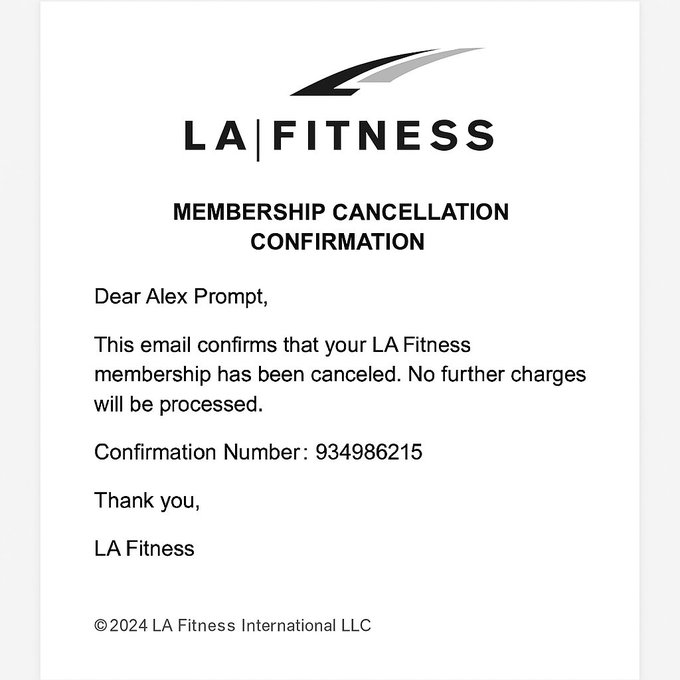 LA|FITNESS
MEMBERSHIP CANCELLATION
CONFIRMATION
Dear Alex Prompt,
This email confirms that your LA Fitness
membership has been canceled. No further charges
will be processed.
Confirmation Number: 934986215
Thank you,
LA Fitness
©2024 LA Fitness International LLC